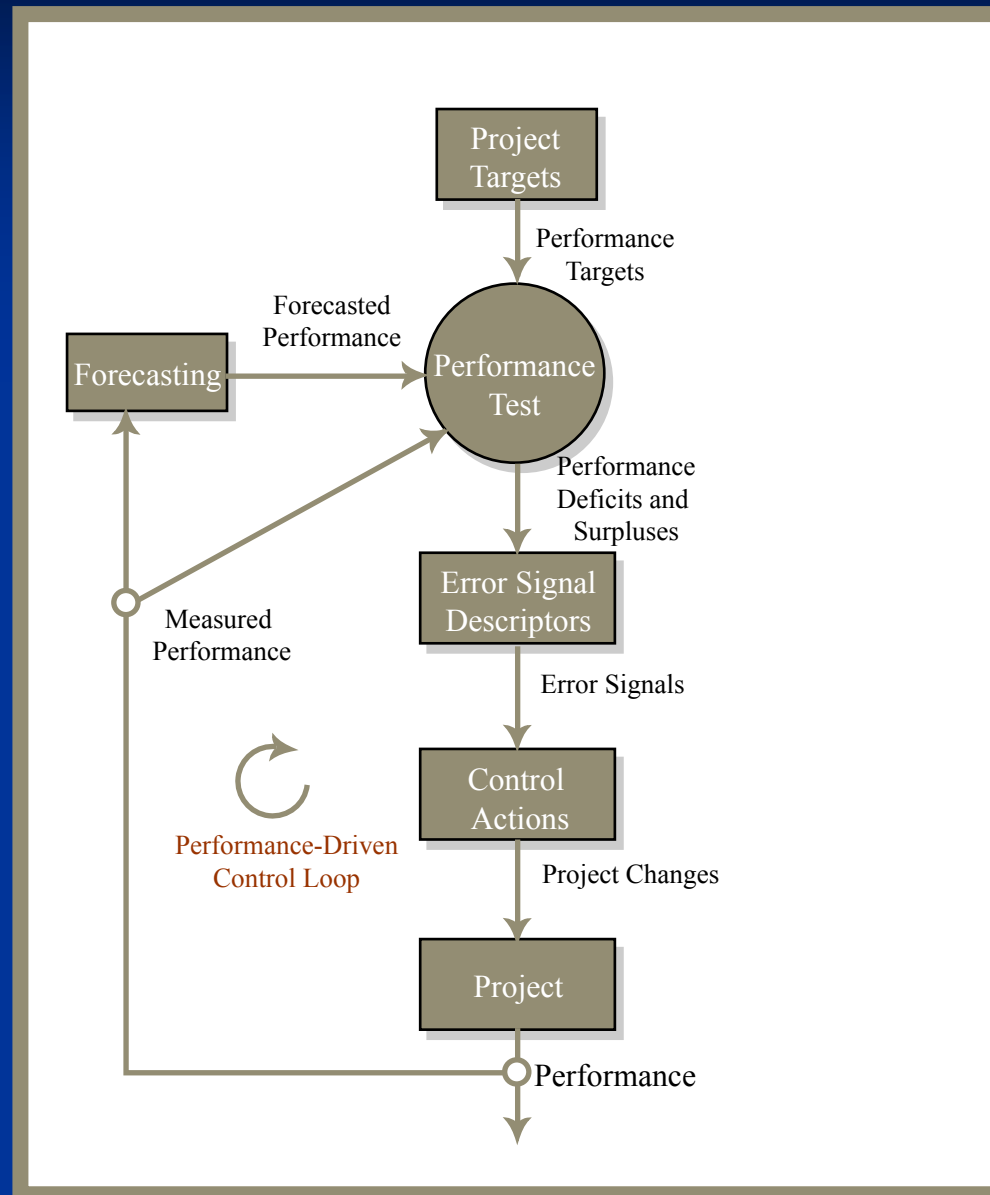 Project
Targets
Performance
Targets
Forecasted
Performance
Forecasting
Performance
Test
Performance
Deficits and
Surpluses
Error Signal
Descriptors
Measured
Performance
Error Signals
Control
Actions
Performance-Driven
Control Loop
Project Changes
Project
Performance